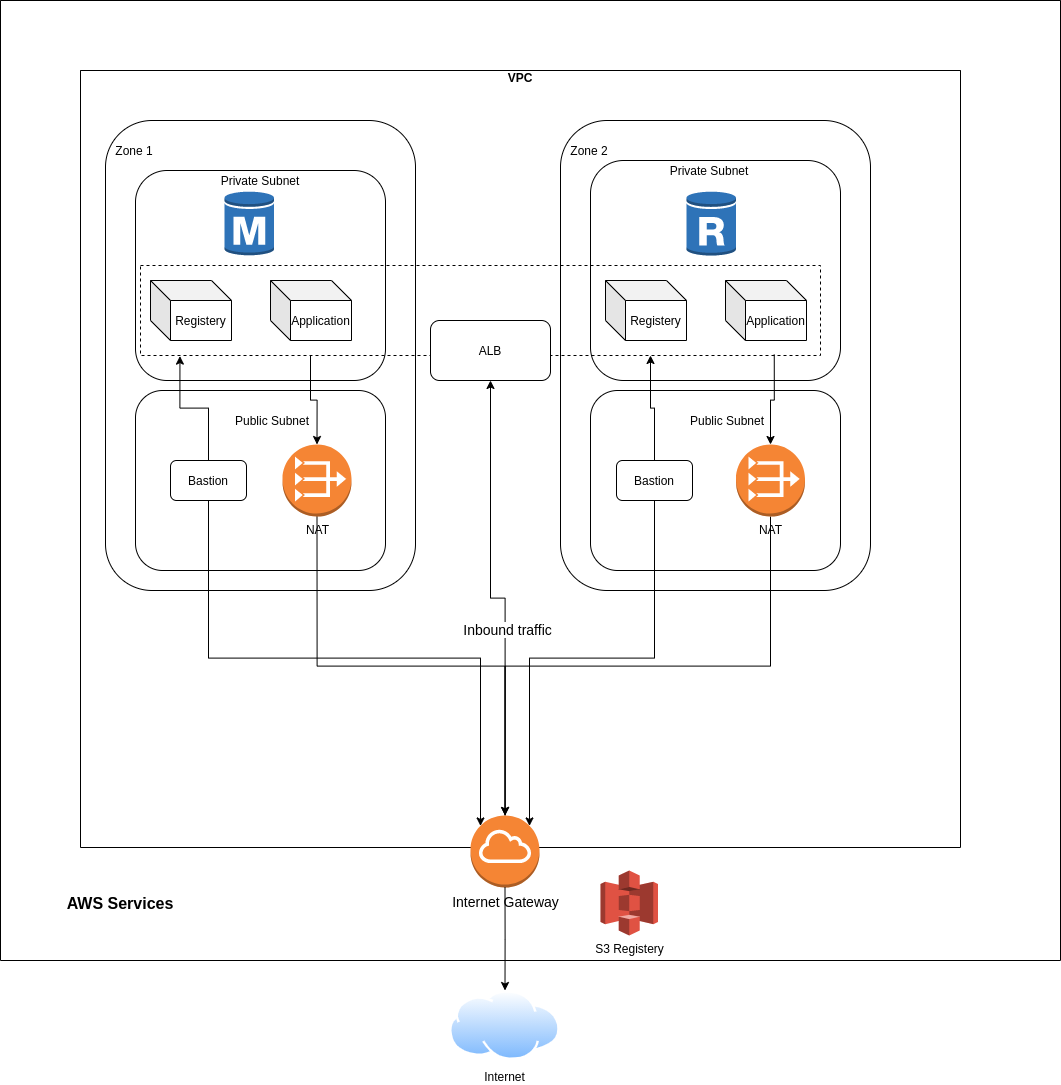 VPC
Zone 1
Private Subnet
M
Registery
Application
Public Subnet
Bastion
NAT
ALB
Zone 2
Private Subnet
R
Registery
Application
Public Subnet
Bastion
NAT
Inbound traffic
Internet Gateway
AWS Services
S3 Registery
Internet